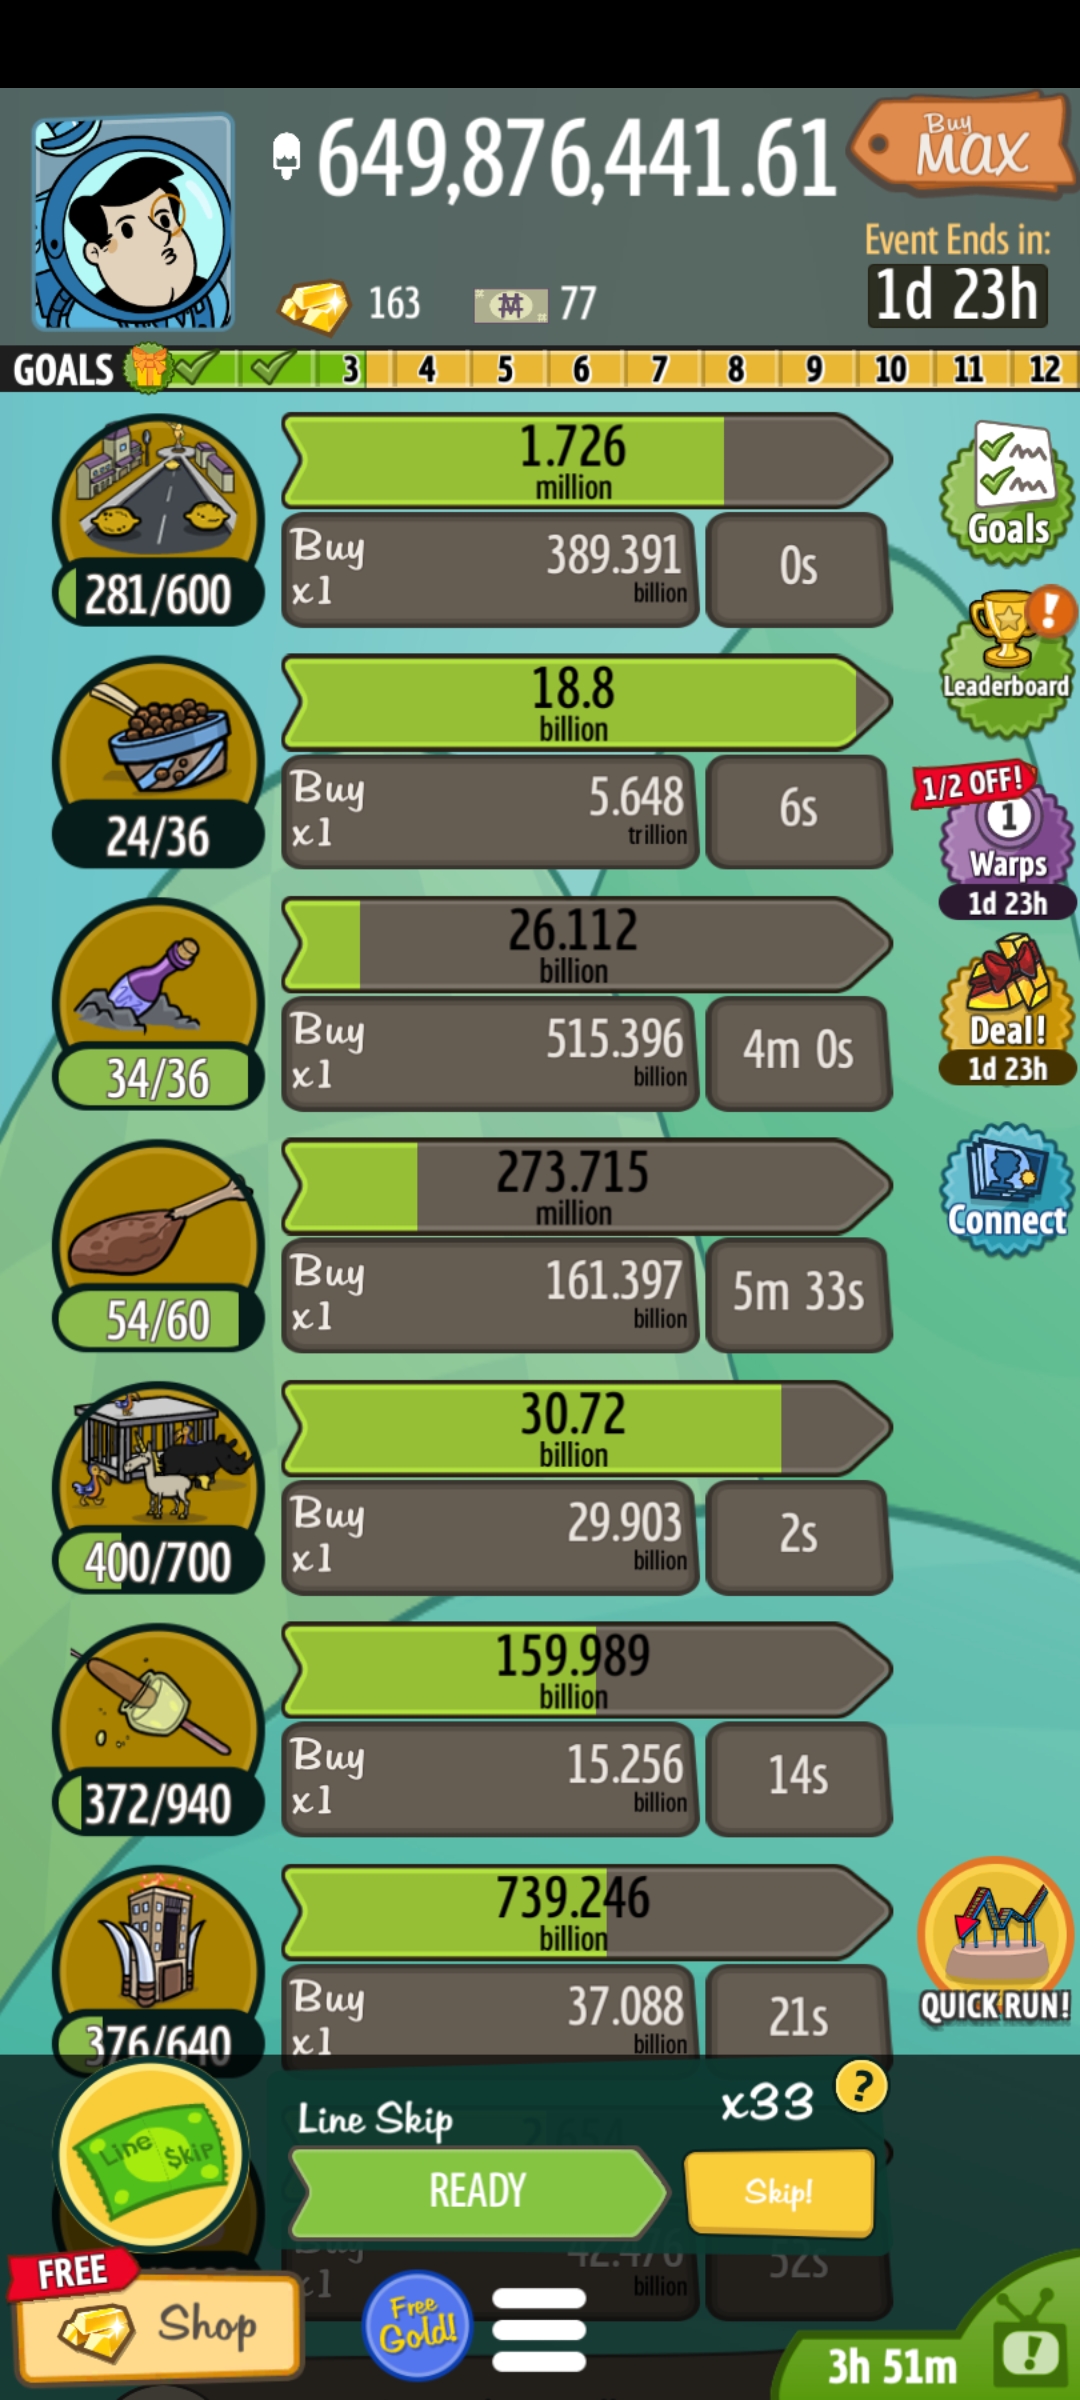 649,876,441.61
Buy
MAX
Event Ends in:
1d 23h
163
77
GOALS 3 4 5 6 7 8 9 10 11 12
1.726
million
Buy
x1
389.391
billion
0s
281/600
Goals
18.8
billion
Buy
x1
5.648
trillion
6s
24/36
Leaderboard
1/2 OFF!
1
Warps
1d 23h
26.112
billion
Buy
x1
515.396
billion
4m 0s
34/36
Deal!
1d 23h
273.715
million
Buy
x1
161.397
billion
5m 33s
54/60
Connect
30.72
billion
Buy
x1
29.903
billion
2s
400/700
159.989
billion
Buy
x1
15.256
billion
14s
372/940
739.246
billion
Buy
x1
37.088
billion
21s
376/640
QUICK RUN!
Line Skip
Line Skip
x33
?
2.654
READY
Skip!
Buy
x1
42.476
billion
52s
FREE
Shop
Free
Gold!
3h 51m